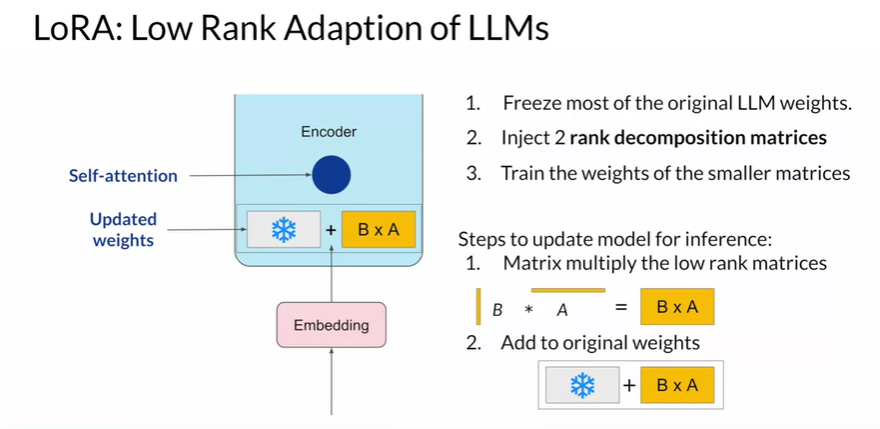 LoRA: Low Rank Adaption of LLMs
Encoder
Self-attention
Updated
weights
+ B x A
Embedding
1. Freeze most of the original LLM weights.
2. Inject 2 rank decomposition matrices
3. Train the weights of the smaller matrices
Steps to update model for inference:
1. Matrix multiply the low rank matrices
B * A = B x A
2. Add to original weights
+ B x A